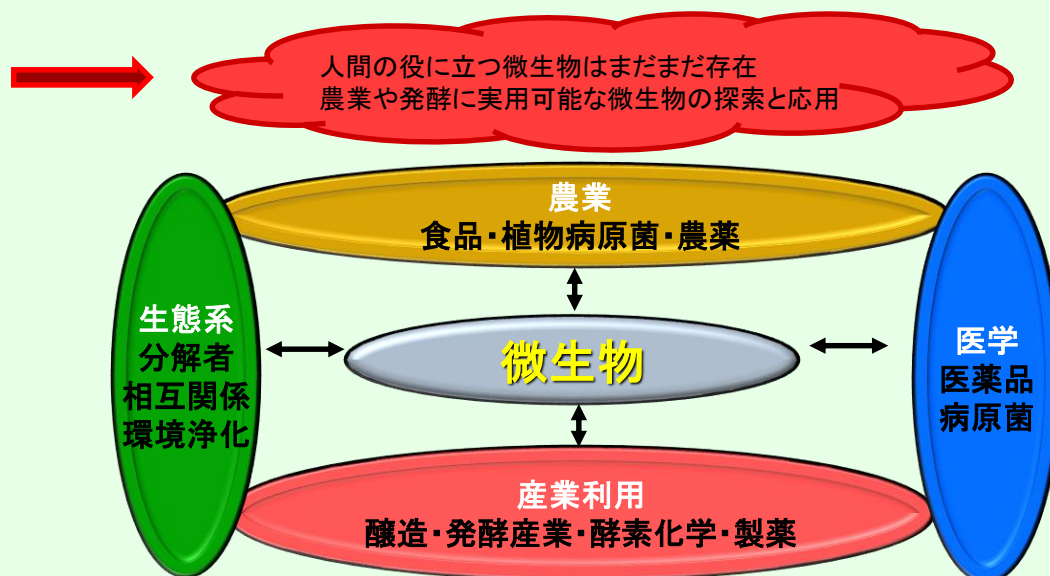 人間の役に立つ微生物はまだまだ存在
農業や発酵に実用可能な微生物の探索と応用
農業
食品・植物病原菌・農薬
生態系
分解者
相互関係
環境浄化
微生物
医学
医薬品
病原菌
産業利用
醸造・発酵産業・酵素化学・製薬